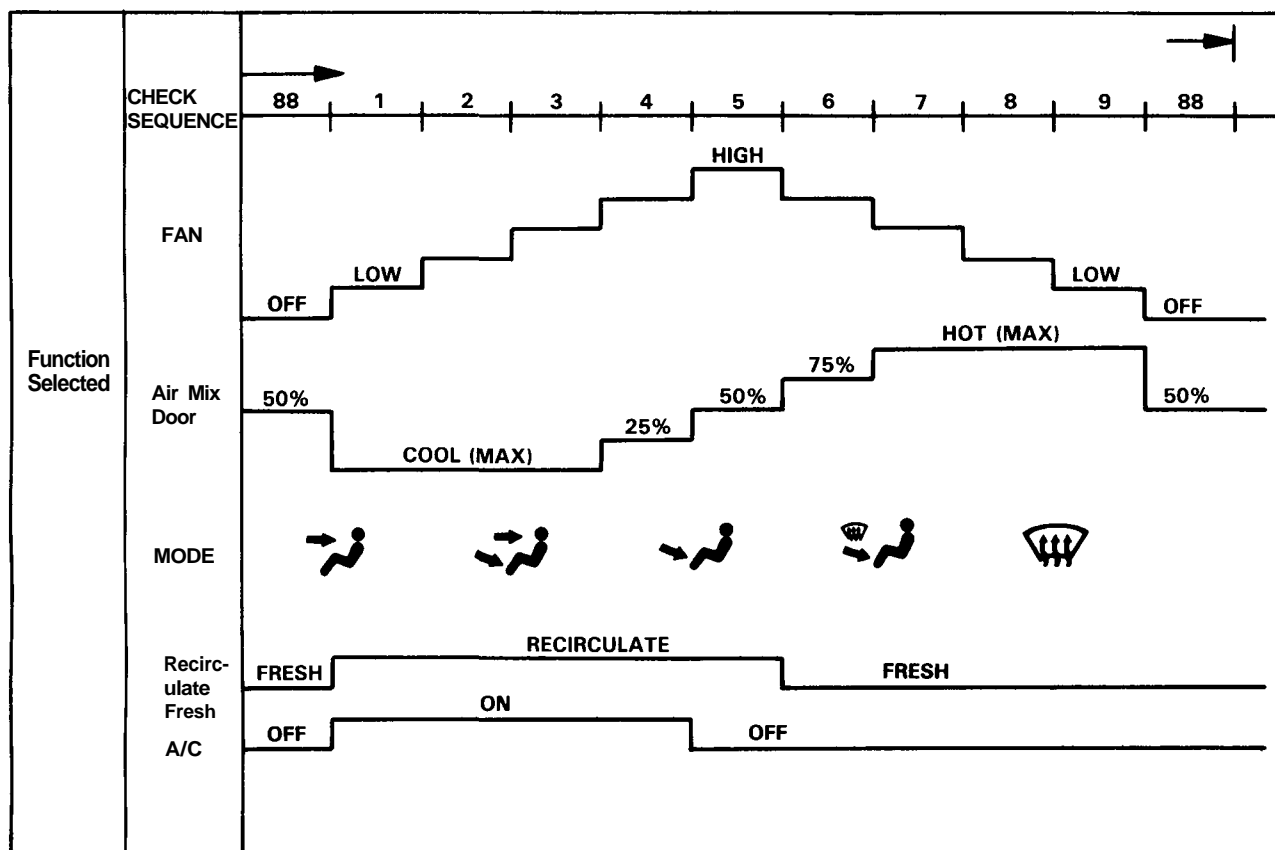 CHECK
SEQUENCE
88 1 2 3 4 5 6 7 8 9 88
HIGH
FAN
LOW LOW
OFF OFF
HOT (MAX)
Function
Selected
Air Mix
Door
50% 25% 50% 75% 50%
COOL (MAX)
MODE
Recirc-
ulate
Fresh
FRESH RECIRCULATE FRESH
A/C
OFF ON OFF